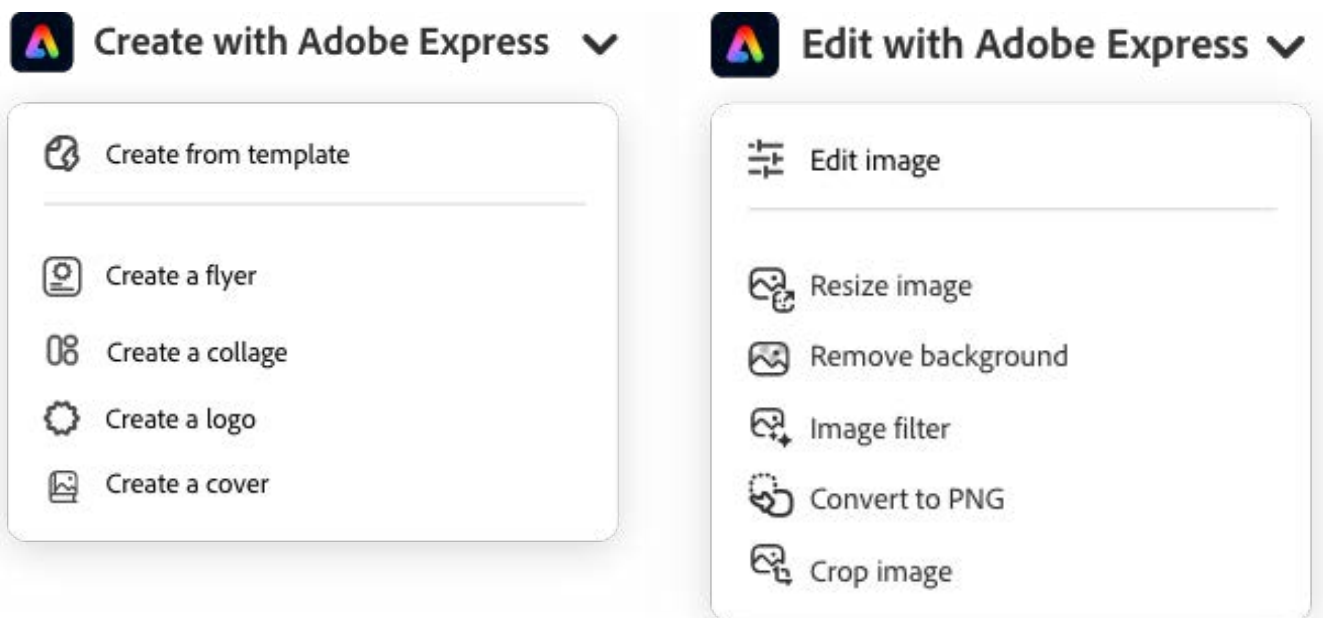 Create with Adobe Express
Create from template
Create a flyer
Create a collage
Create a logo
Create a cover
Edit with Adobe Express
Edit image
Resize image
Remove background
Image filter
Convert to PNG
Crop image